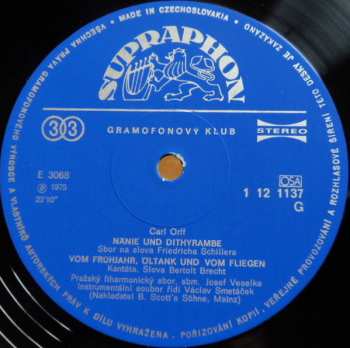 MADE IN CZECHOSLOVAKIA • VŠECHNA PRÁVA GRAMOFONOVÉHO VÝROBCE A VLASTNÍKŮ AUTORSKÝCH PRÁV K DÍLU VYHRAZENA. POŘIZOVÁNÍ KOPIÍ, VEŘEJNÉ PROVOZOVÁNÍ A ROZHLASOVÉ ŠÍŘENÍ TÉTO DESKY JE ZAKÁZÁNO •
SUPRAPHON
33
GRAMOFONOVÝ KLUB
STEREO
E 3068
℗ 1975
OSA
1 12 1137
G
Carl Orff
NÄNIE UND DITHYRAMBE
Sbor na slova Friedricha Schillera
VOM FRÜHJAHR, ÖLTANK UND VOM FLIEGEN
Kantáta. Slova Bertolt Brecht
Pražský filharmonický sbor, sbm. Josef Veselka
Instrumentální soubor řídí Václav Smetáček
(Nakladatel B. Scott's Söhne, Mainz)